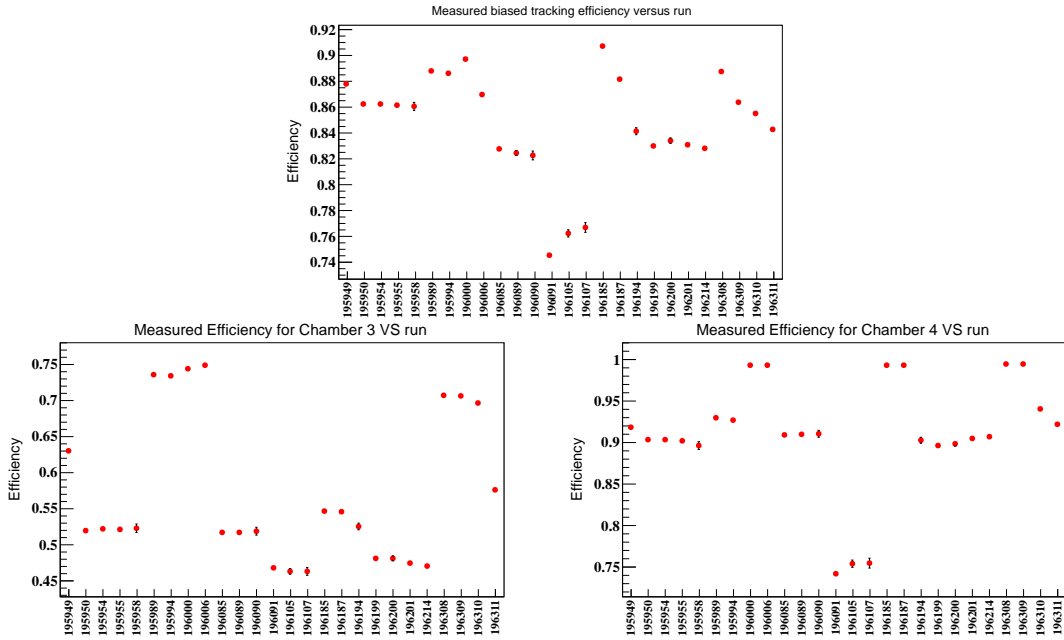 Measured biased tracking efficiency versus run
Efficiency
0.92
0.9
0.88
0.86
0.84
0.82
0.8
0.78
0.76
0.74
195949 195950 195954 195955 195958 195989 195994 196000 196006 196085 196089 196090 196091 196105 196107 196185 196187 196194 196199 196200 196201 196214 196308 196309 196310 196311
Measured Efficiency for Chamber 3 VS run
Efficiency
0.75
0.7
0.65
0.6
0.55
0.5
0.45
195949 195950 195954 195955 195958 195989 195994 196000 196006 196085 196089 196090 196091 196105 196107 196185 196187 196194 196199 196200 196201 196214 196308 196309 196310 196311
Measured Efficiency for Chamber 4 VS run
Efficiency
1
0.95
0.9
0.85
0.8
0.75
195949 195950 195954 195955 195958 195989 195994 196000 196006 196085 196089 196090 196091 196105 196107 196185 196187 196194 196199 196200 196201 196214 196308 196309 196310 196311